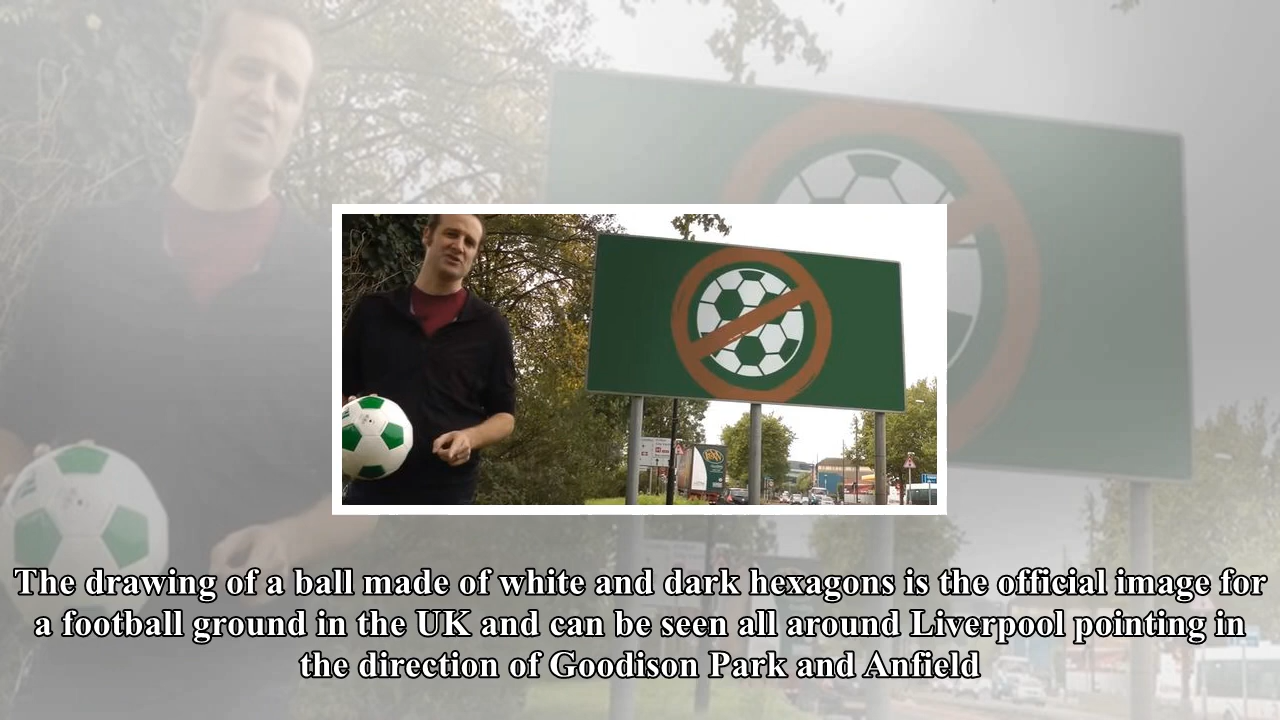 The drawing of a ball made of white and dark hexagons is the official image for
a football ground in the UK and can be seen all around Liverpool pointing in
the direction of Goodison Park and Anfield